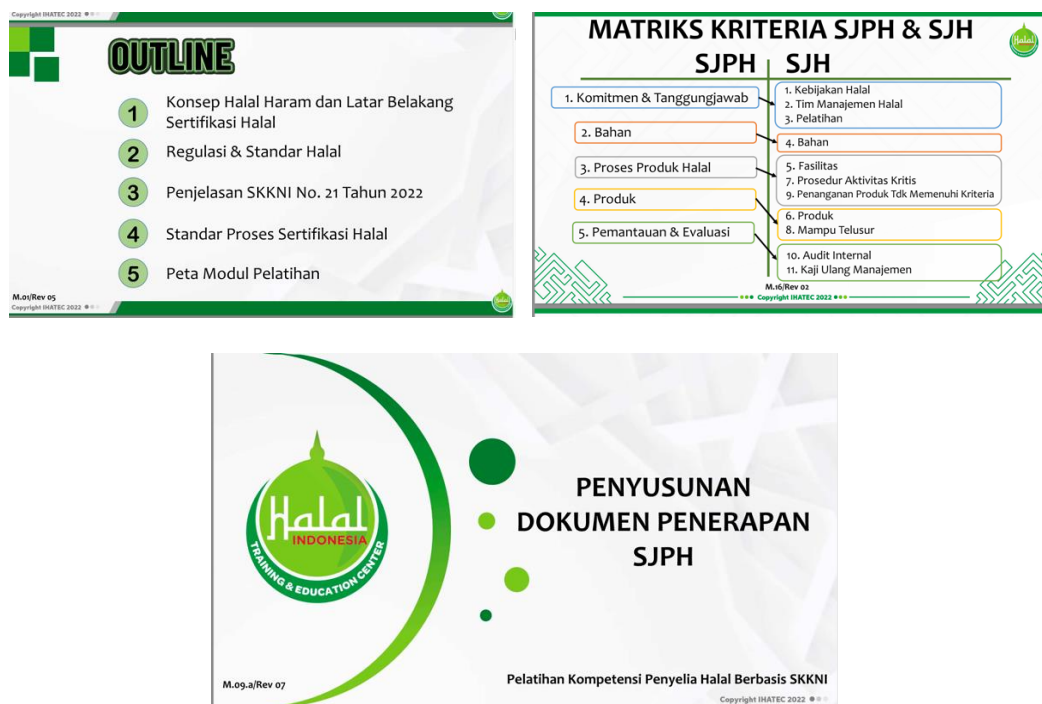 Copyright IHATEC 2022
OUTLINE
1 Konsep Halal Haram dan Latar Belakang
Sertifikasi Halal
2 Regulasi & Standar Halal
3 Penjelasan SKKNI No. 21 Tahun 2022
4 Standar Proses Sertifikasi Halal
5 Peta Modul Pelatihan
M.01/Rev 05
Copyright IHATEC 2022
MATRIKS KRITERIA SJPH & SJH
Halal
SJPH SJH
1. Komitmen & Tanggungjawab
1. Kebijakan Halal
2. Tim Manajemen Halal
3. Pelatihan
2. Bahan
4. Bahan
3. Proses Produk Halal
5. Fasilitas
7. Prosedur Aktivitas Kritis
9. Penanganan Produk Tdk Memenuhi Kriteria
4. Produk
6. Produk
8. Mampu Telusur
5. Pemantauan & Evaluasi
10. Audit Internal
11. Kaji Ulang Manajemen
M.16/Rev 02
Copyright IHATEC 2022
Halal
INDONESIA
TRAINING & EDUCATION CENTER
PENYUSUNAN
DOKUMEN PENERAPAN
SJPH
M.09.a/Rev 07
Pelatihan Kompetensi Penyelia Halal Berbasis SKKNI
Copyright IHATEC 2022